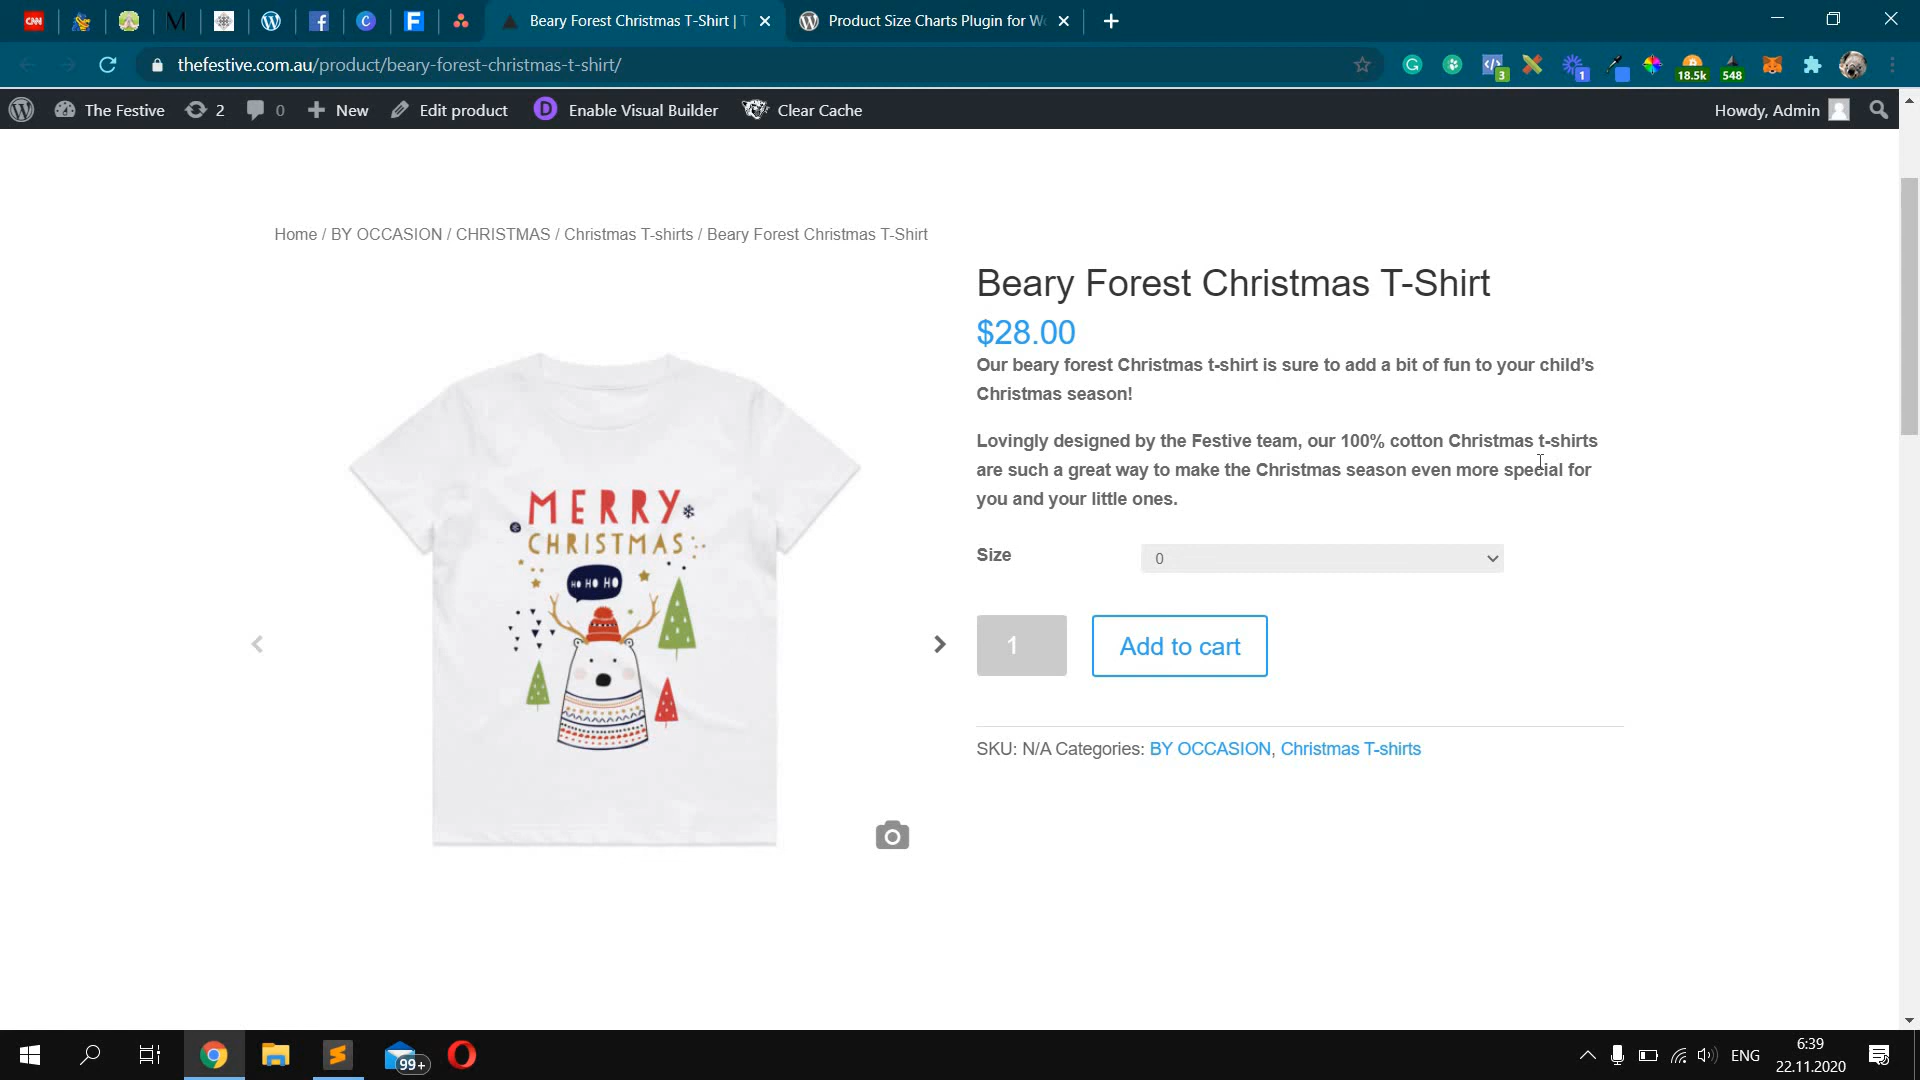 CNN
Beary Forest Christmas T-Shirt | T
Product Size Charts Plugin for W
thefestive.com.au/product/beary-forest-christmas-t-shirt/
3
1
18.5k
548
The Festive
2
0
New
Edit product
D
Enable Visual Builder
Clear Cache
Howdy, Admin
Home / BY OCCASION / CHRISTMAS / Christmas T-shirts / Beary Forest Christmas T-Shirt
Beary Forest Christmas T-Shirt
$28.00
Our beary forest Christmas t-shirt is sure to add a bit of fun to your child’s
Christmas season!
Lovingly designed by the Festive team, our 100% cotton Christmas t-shirts
are such a great way to make the Christmas season even more special for
you and your little ones.
Size
0
1
Add to cart
SKU: N/A Categories: BY OCCASION, Christmas T-shirts
MERRY
CHRISTMAS
HO HO HO
99+
ENG
6:39
22.11.2020